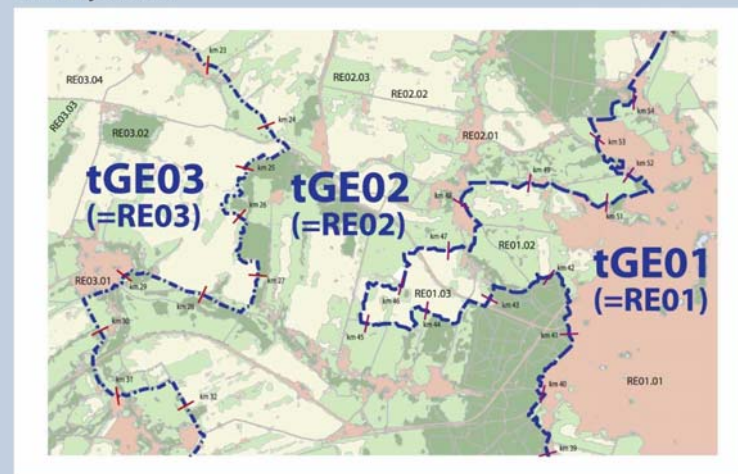 km 23
RE03.04
RE02.03
RE02.02
km 54
RE03.03
RE03.02
km 24
RE02.01
km 53
km 25
km 52
tGE03
(=RE03)
tGE02
(=RE02)
km 49
km 48
km 51
km 26
km 47
RE01.02
tGE01
(=RE01)
RE03.01
km 29
km 27
km 42
km 28
km 46
RE01.03
km 43
km 44
km 30
km 45
km 41
km 31
km 32
km 40
RE01.01
km 39